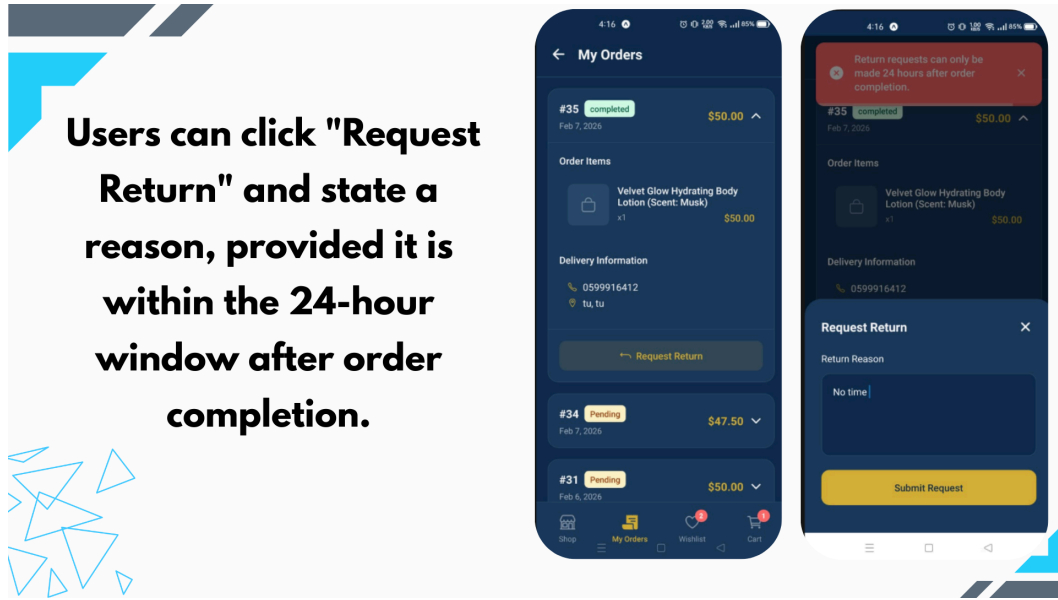 Users can click "Request
Return" and state a
reason, provided it is
within the 24-hour
window after order
completion.
4:16
85%
My Orders
#35 completed
$50.00
Feb 7, 2026
Order Items
Velvet Glow Hydrating Body
Lotion (Scent: Musk)
x1
$50.00
Delivery Information
0599916412
tu, tu
Request Return
#34 Pending
$47.50
Feb 7, 2026
#31 Pending
$50.00
Feb 6, 2026
2
1
Shop
My Orders
Wishlist
Cart
4:16
85%
Return requests can only be
made 24 hours after order
completion.
#35 completed
$50.00
Feb 7, 2026
Order Items
Velvet Glow Hydrating Body
Lotion (Scent: Musk)
x1
$50.00
Delivery Information
0599916412
Request Return
Return Reason
No time
Submit Request